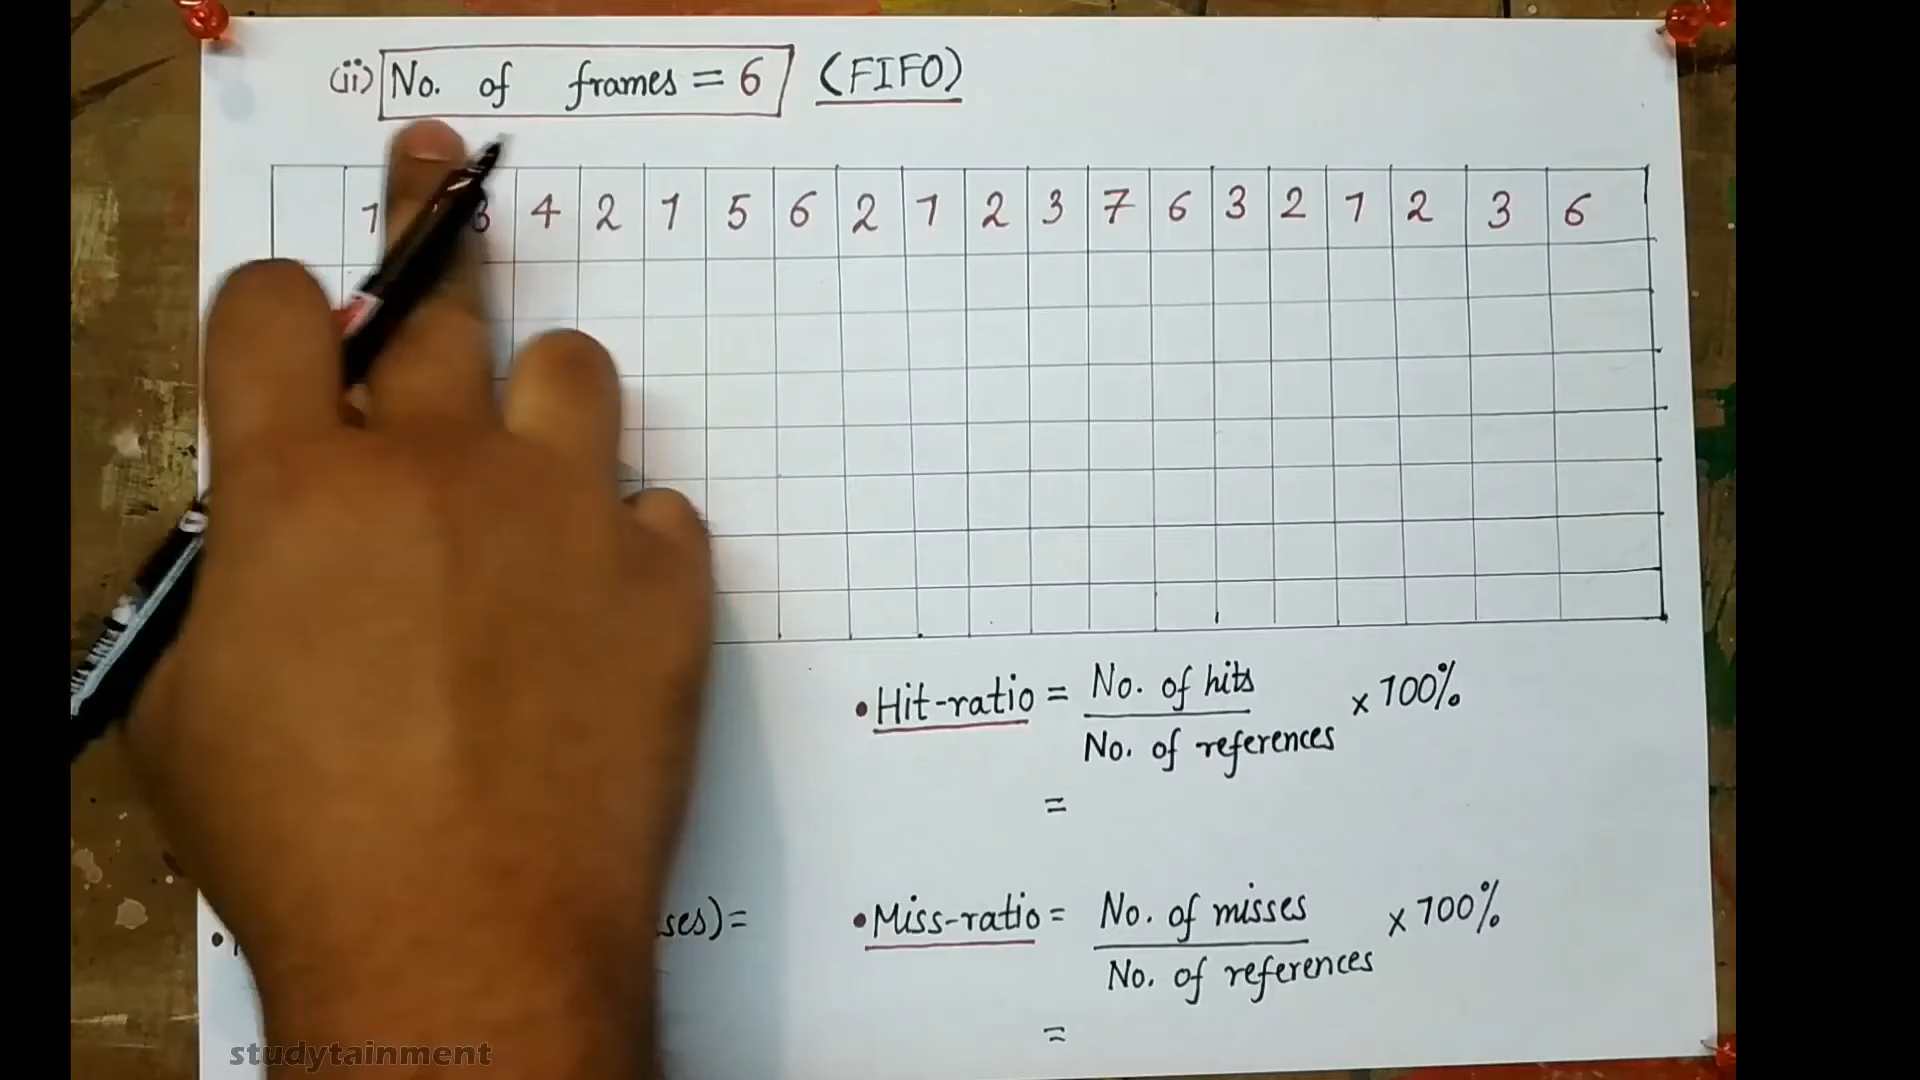 (ii) No. of frames = 6 (FIFO)
1 3 4 2 1 5 6 2 1 2 3 7 6 3 2 1 2 3 6
• Hit-ratio = No. of hits
No. of references
× 100%
=
ses) =
• Miss-ratio = No. of misses
No. of references
× 100%
=
studytainment